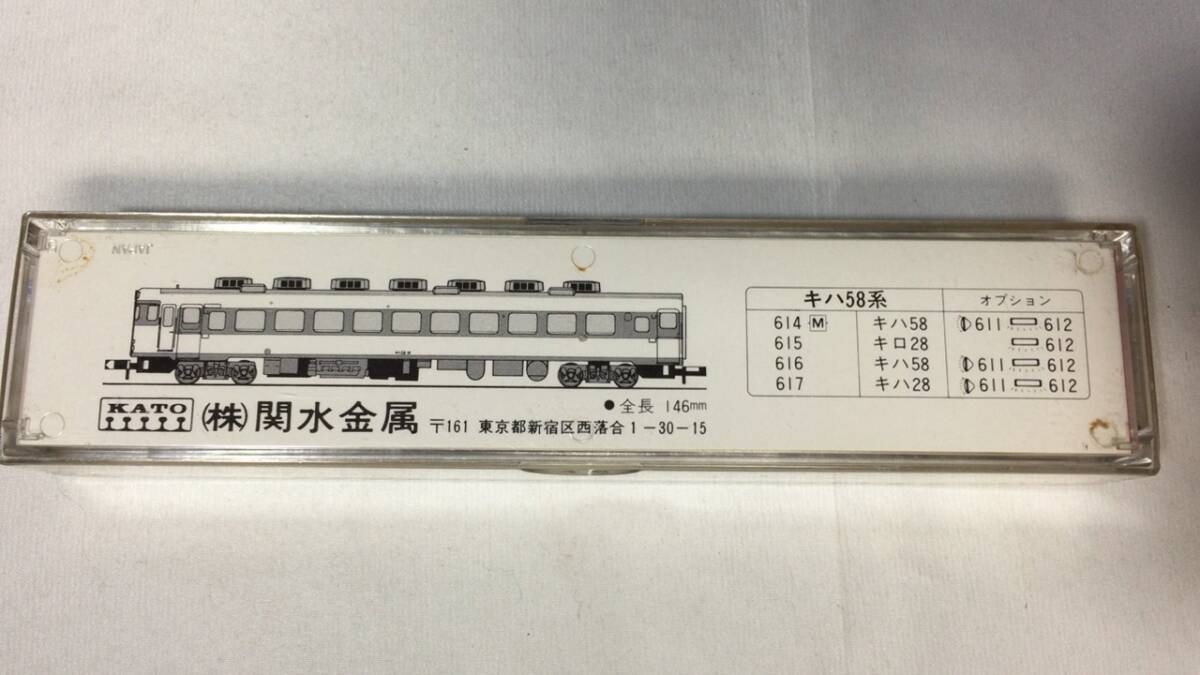 JAPAN
キハ58系 オプション
614 M キハ58 611 612
615 キロ28 612
616 キハ58 611 612
617 キハ28 611 612
●全長 146mm
KATO (株)関水金属 〒161 東京都新宿区西落合1-30-15